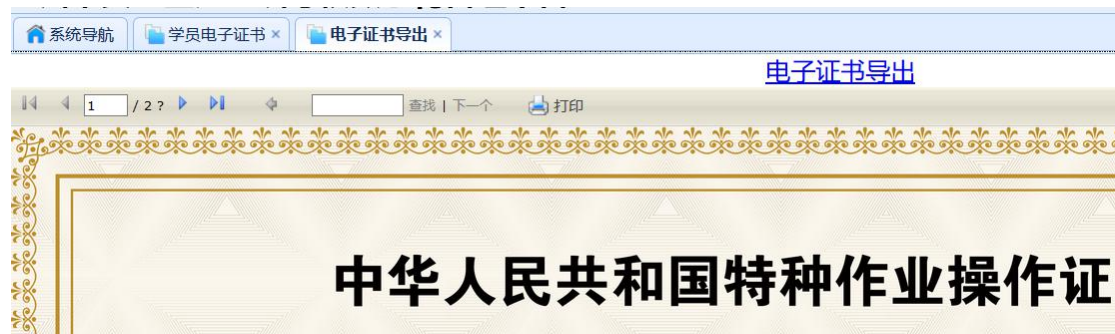 系统导航 学员电子证书 × 电子证书导出 ×
电子证书导出
1 / 2 ? 查找 | 下一个 打印
中华人民共和国特种作业操作证